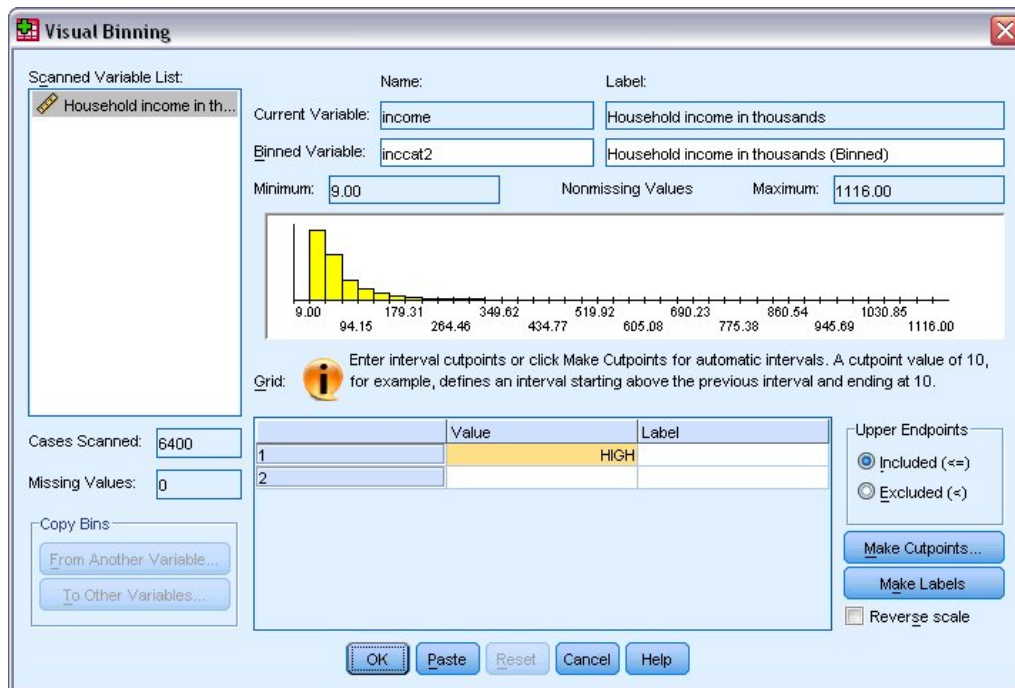 Visual Binning
Scanned Variable List:
Household income in th...
Name:
Label:
Current Variable:
income
Household income in thousands
Binned Variable:
inccat2
Household income in thousands (Binned)
Minimum:
9.00
Nonmissing Values
Maximum:
1116.00
9.00 179.31 349.62 519.92 690.23 860.54 1030.85
94.15 264.46 434.77 605.08 775.38 945.69 1116.00
Grid:
Enter interval cutpoints or click Make Cutpoints for automatic intervals. A cutpoint value of 10,
for example, defines an interval starting above the previous interval and ending at 10.
Cases Scanned:
6400
Missing Values:
0
Copy Bins
From Another Variable...
To Other Variables...
Value
Label
1
HIGH
2
Upper Endpoints
Included (<=)
Excluded (<)
Make Cutpoints...
Make Labels
Reverse scale
OK
Paste
Reset
Cancel
Help